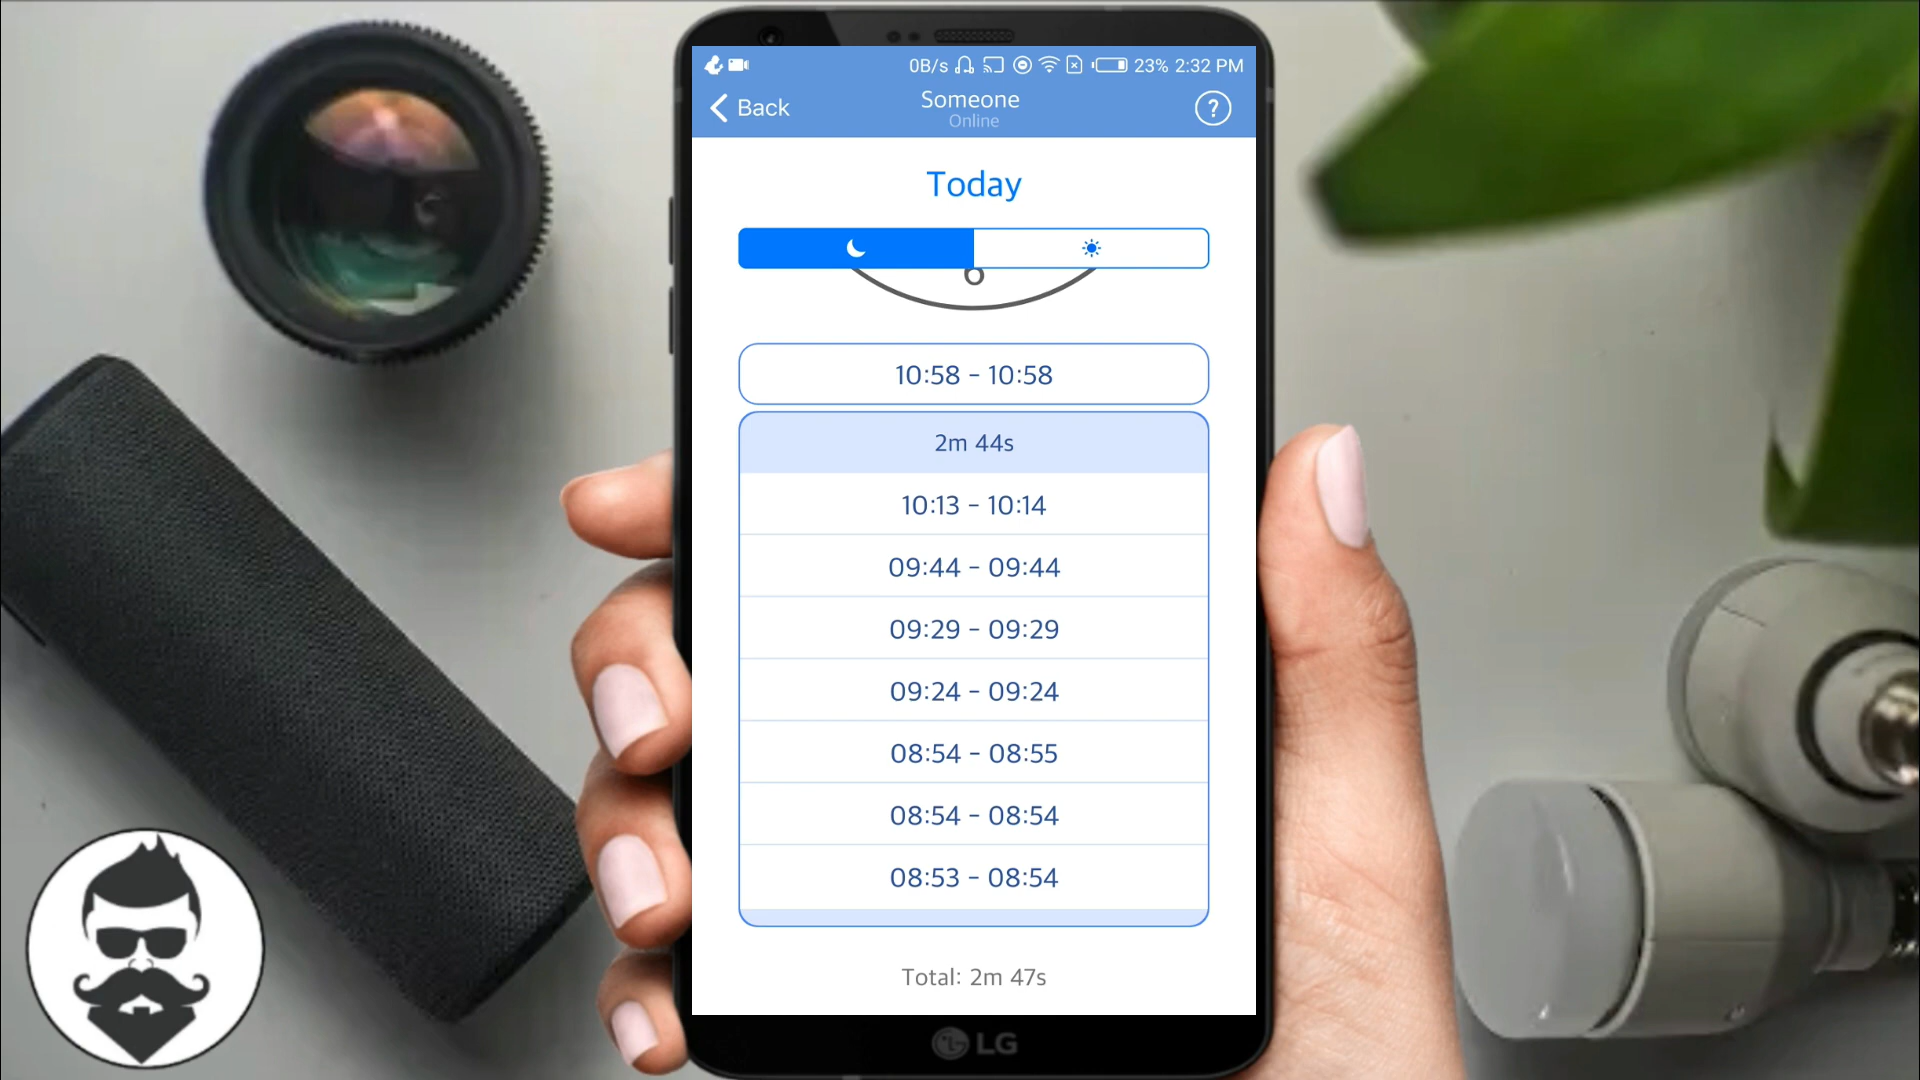 0B/s 23% 2:32 PM
Back
Someone
Online
?
Today
10:58 - 10:58
2m 44s
10:13 - 10:14
09:44 - 09:44
09:29 - 09:29
09:24 - 09:24
08:54 - 08:55
08:54 - 08:54
08:53 - 08:54
Total: 2m 47s
LG